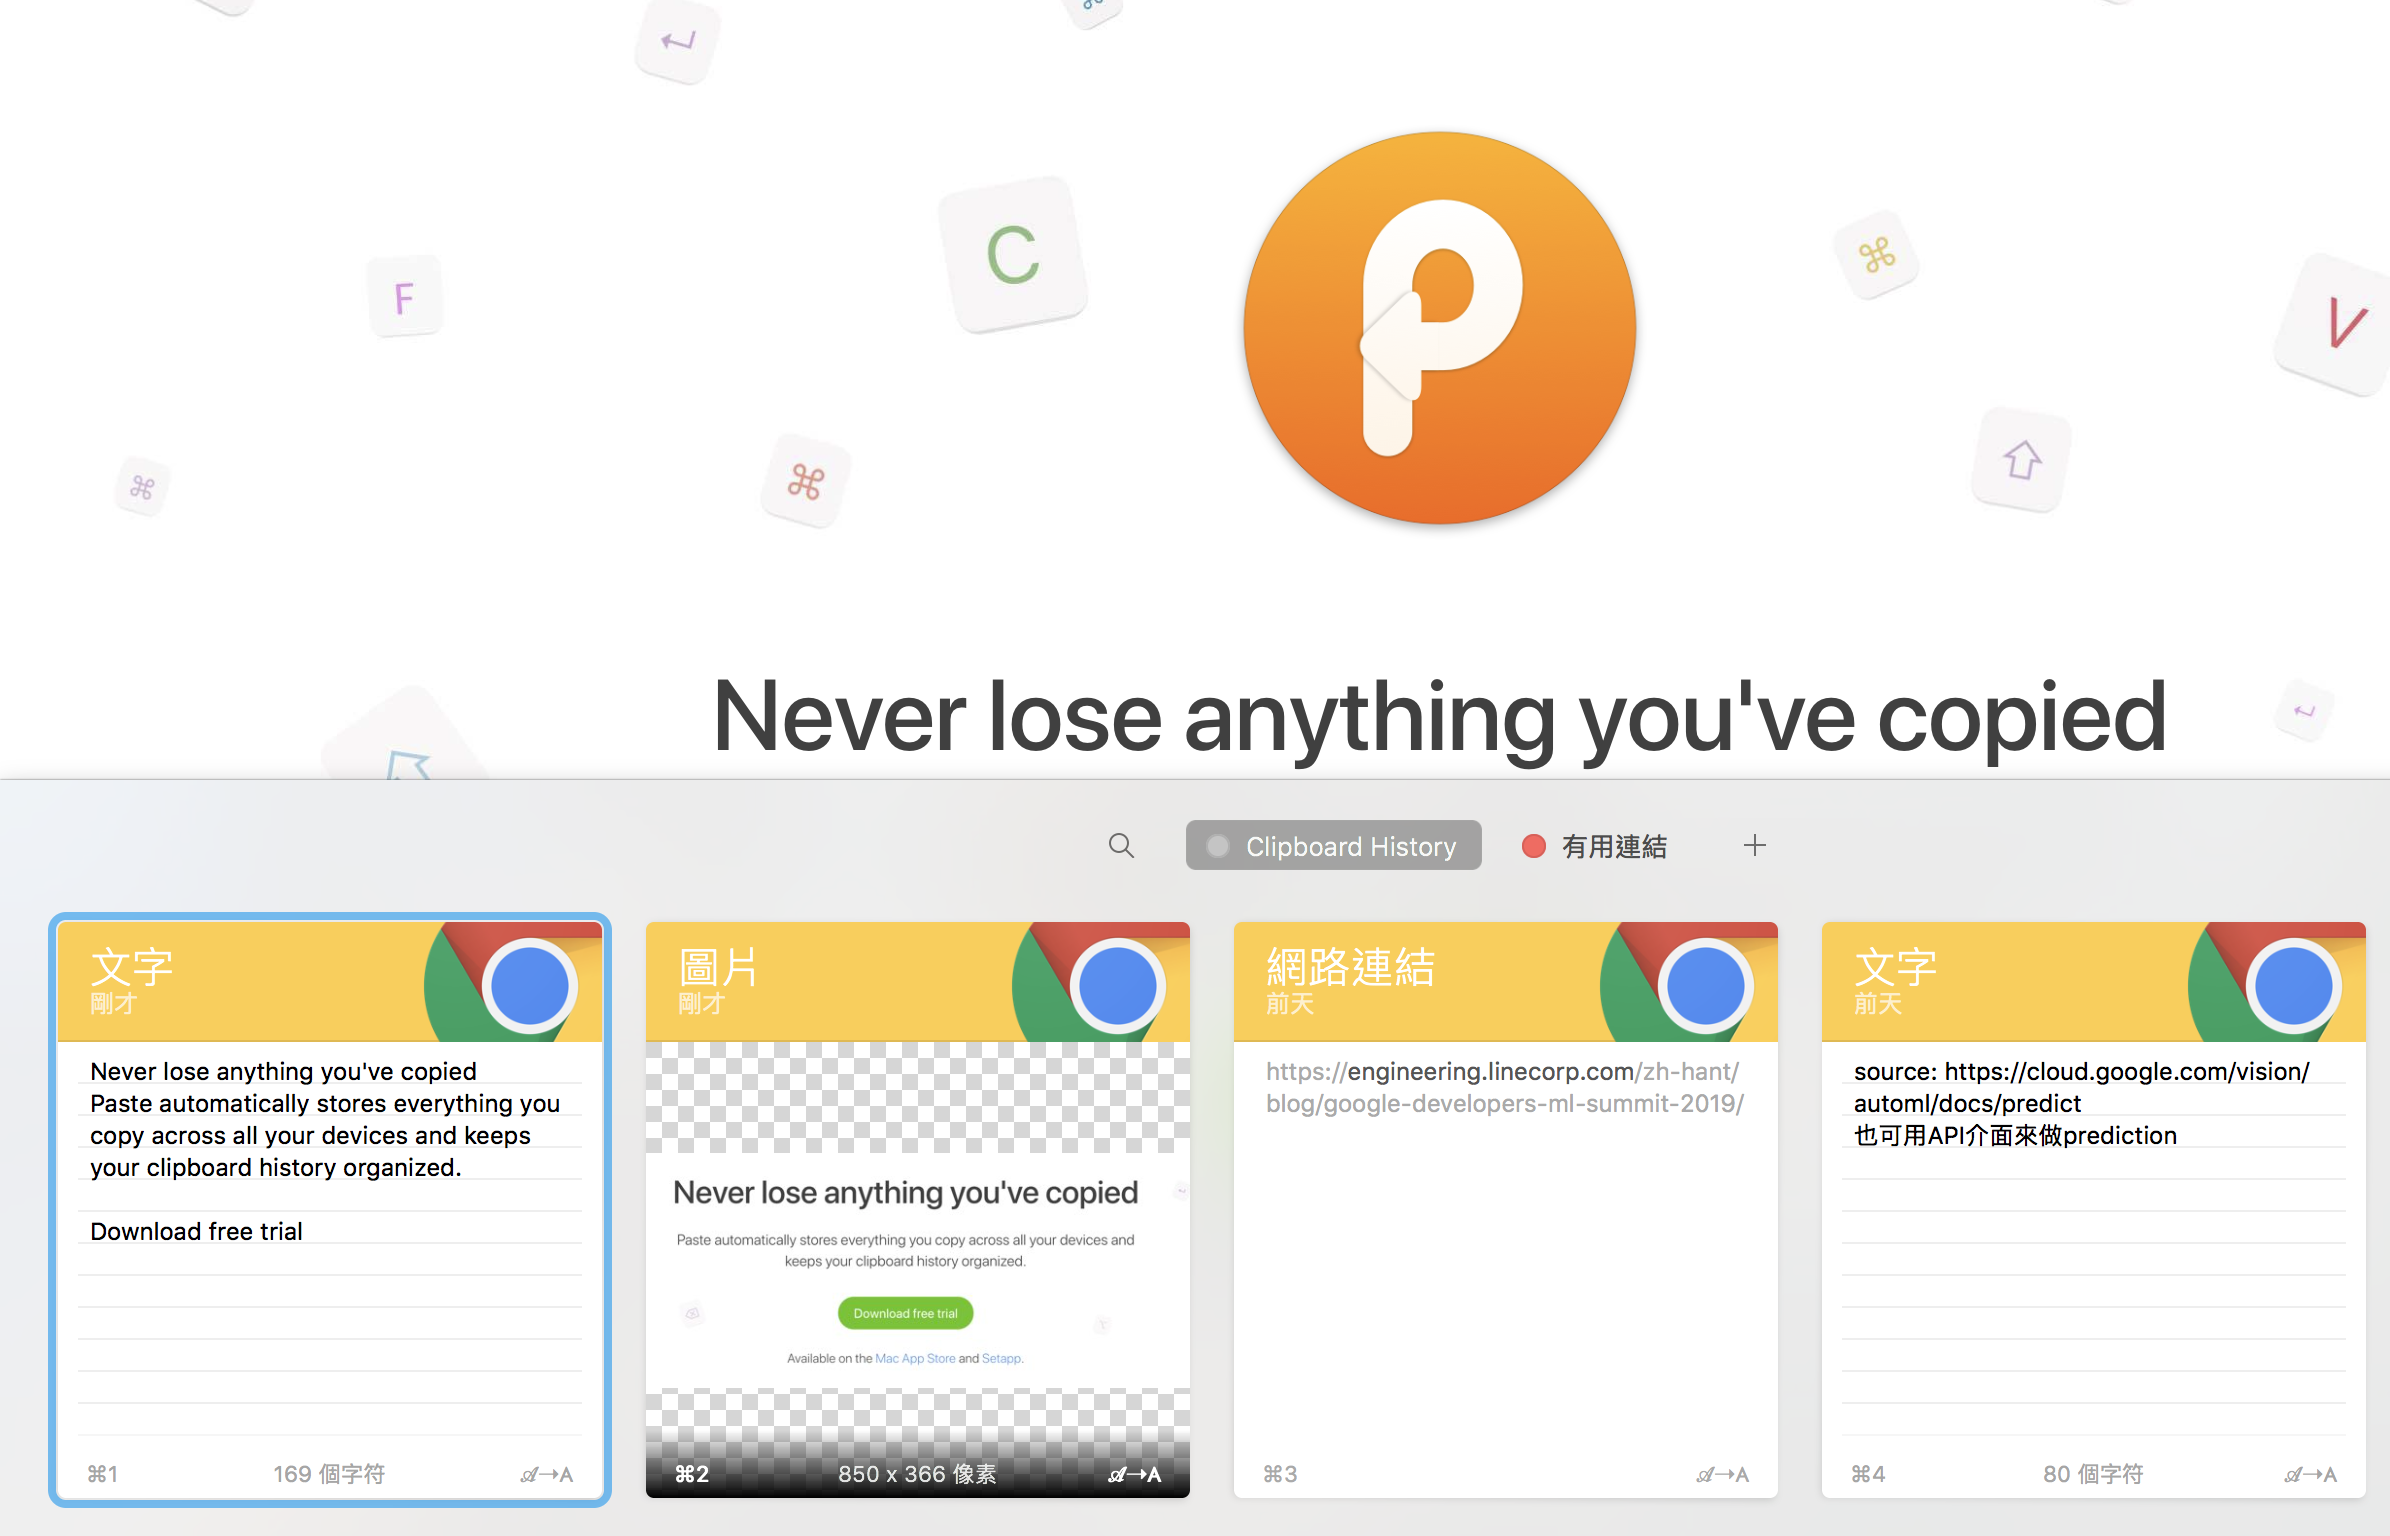 C
F
V
Never lose anything you've copied
Clipboard History
有用連結
文字
剛才
Never lose anything you've copied
Paste automatically stores everything you
copy across all your devices and keeps
your clipboard history organized.
Download free trial
⌘1
169 個字符
𝒜→A
圖片
剛才
Never lose anything you've copied
Paste automatically stores everything you copy across all your devices and
keeps your clipboard history organized.
Download free trial
Available on the Mac App Store and Setapp.
⌘2
850 x 366 像素
𝒜→A
網路連結
前天
https://engineering.linecorp.com/zh-hant/
blog/google-developers-ml-summit-2019/
⌘3
𝒜→A
文字
前天
source: https://cloud.google.com/vision/
automl/docs/predict
也可用API介面來做prediction
⌘4
80 個字符
𝒜→A